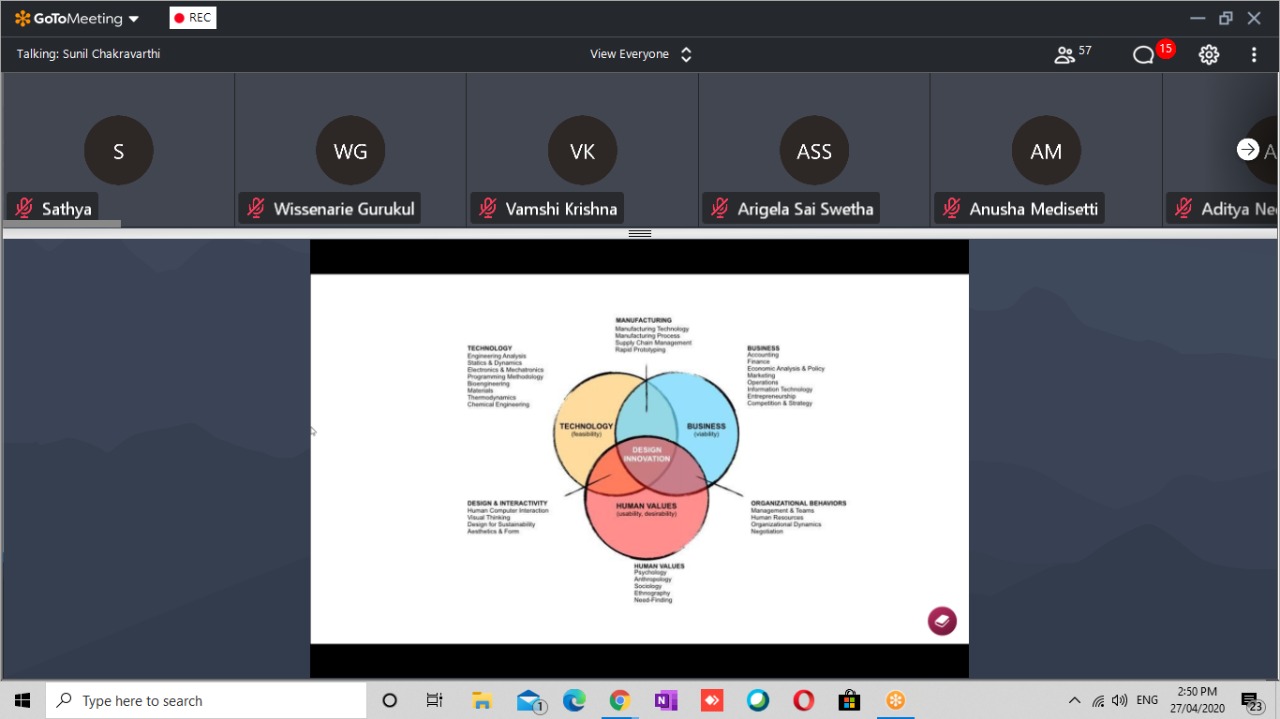 GoToMeeting
REC
Talking: Sunil Chakravarthi
View Everyone
57
15
S
WG
VK
ASS
AM
A
Sathya
Wissenarie Gurukul
Vamshi Krishna
Arigela Sai Swetha
Anusha Medisetti
Aditya Ne
MANUFACTURING
Manufacturing Technology
Manufacturing Process
Supply Chain Management
Rapid Prototyping
TECHNOLOGY
Engineering Analysis
Statics & Dynamics
Electronics & Mechatronics
Programming Methodology
Bioengineering
Materials
Thermodynamics
Chemical Engineering
BUSINESS
Accounting
Finance
Economic Analysis & Policy
Marketing
Operations
Information Technology
Entrepreneurship
Competition & Strategy
TECHNOLOGY
(feasibility)
BUSINESS
(viability)
DESIGN
INNOVATION
HUMAN VALUES
(usability, desirability)
DESIGN & INTERACTIVITY
Human Computer Interaction
Visual Thinking
Design for Sustainability
Aesthetics & Form
ORGANIZATIONAL BEHAVIORS
Management & Teams
Human Resources
Organizational Dynamics
Negotiation
HUMAN VALUES
Psychology
Anthropology
Sociology
Ethnography
Need-Finding
Type here to search
1
ENG
2:50 PM
27/04/2020
23